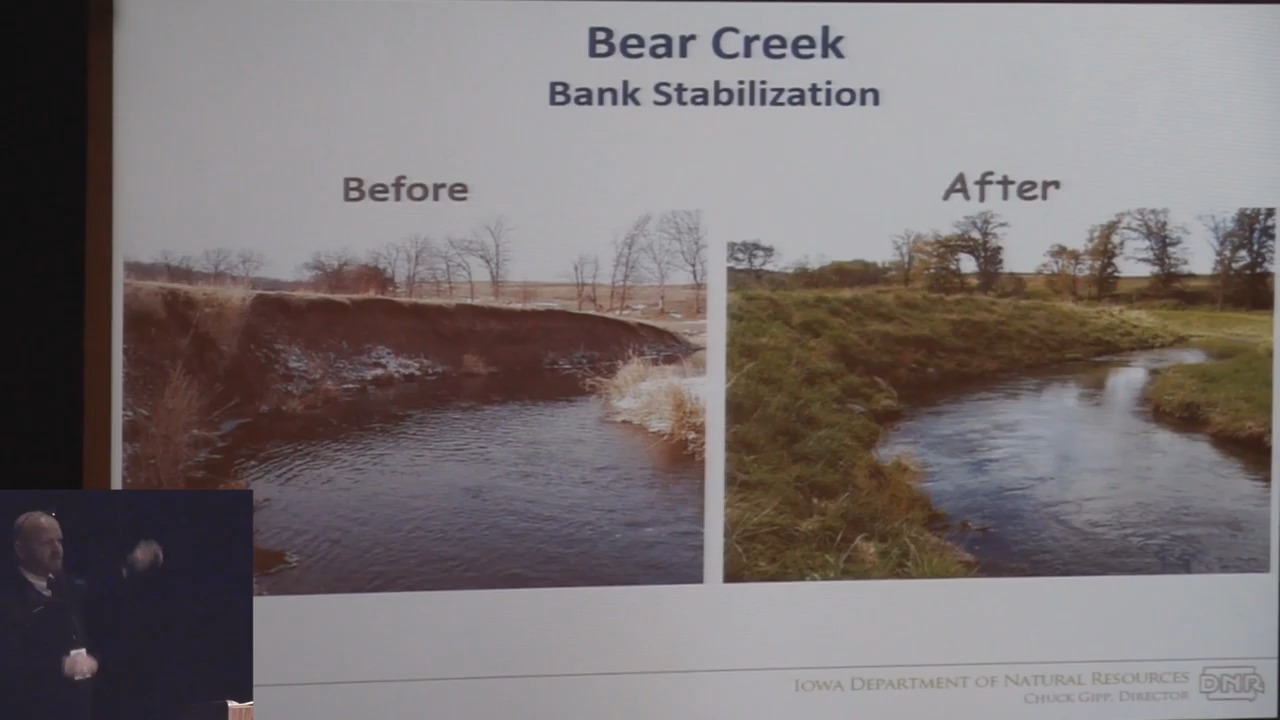 Bear Creek
Bank Stabilization
Before
After
IOWA DEPARTMENT OF NATURAL RESOURCES
CHUCK GIPP, DIRECTOR
DNR